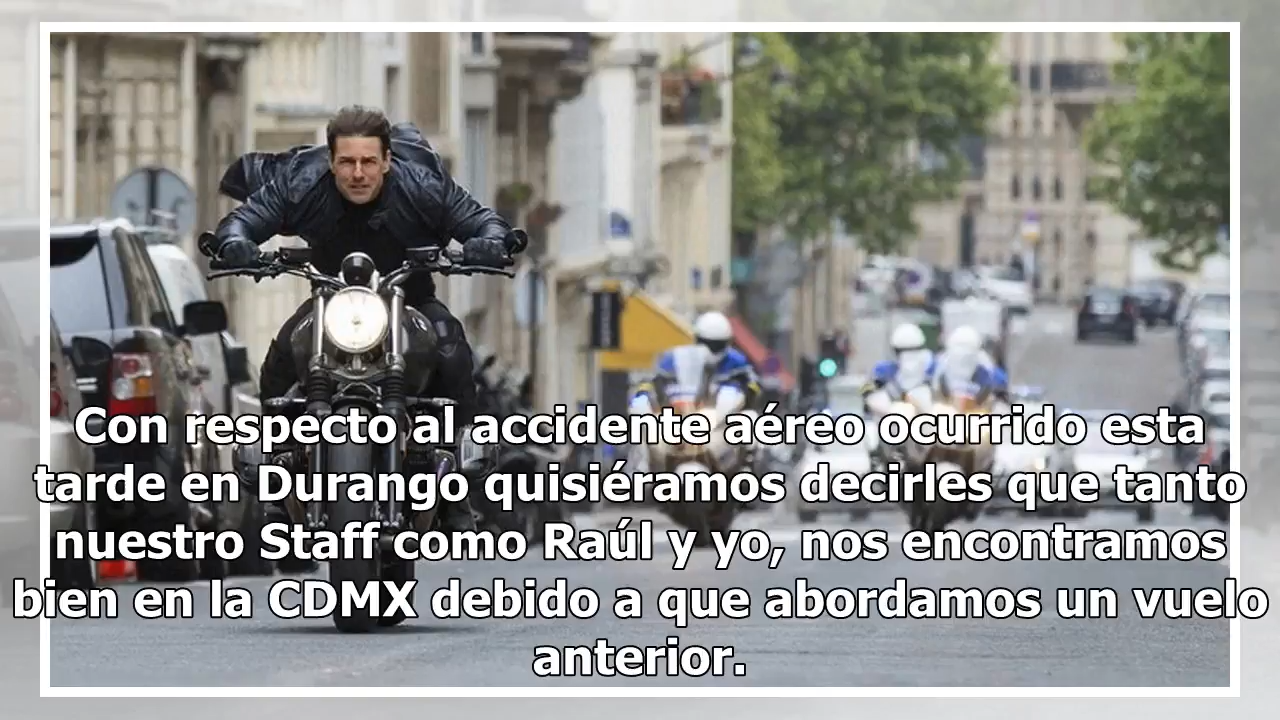 Con respecto al accidente aéreo ocurrido esta
tarde en Durango quisiéramos decirles que tanto
nuestro Staff como Raúl y yo, nos encontramos
bien en la CDMX debido a que abordamos un vuelo
anterior.